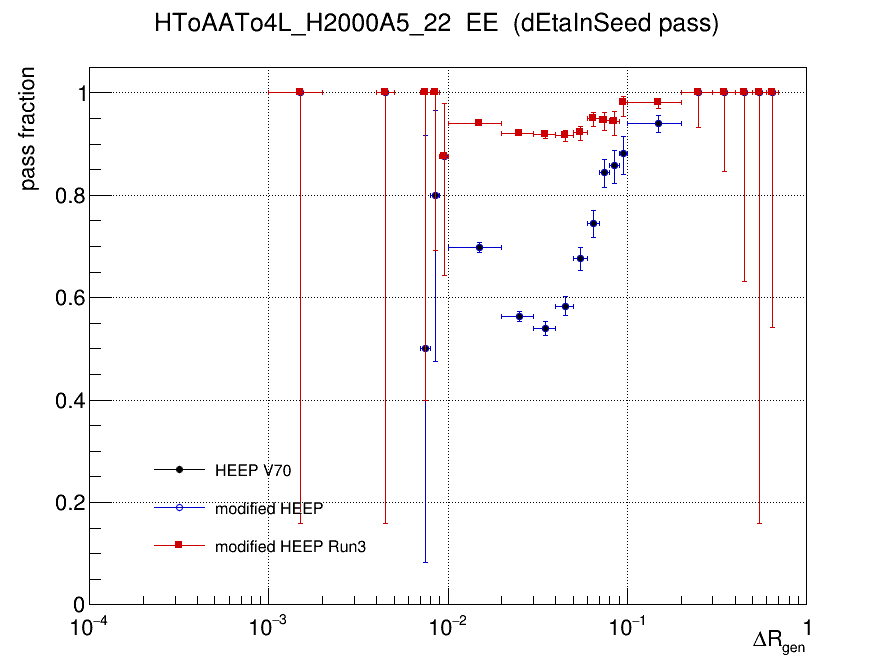 HToAATo4L_H2000A5_22 EE (dEtaInSeed pass)
pass fraction
1
0.8
0.6
0.4
0.2
0
HEEP V70
modified HEEP
modified HEEP Run3
10⁻⁴ 10⁻³ 10⁻² 10⁻¹ 1
ΔR_gen